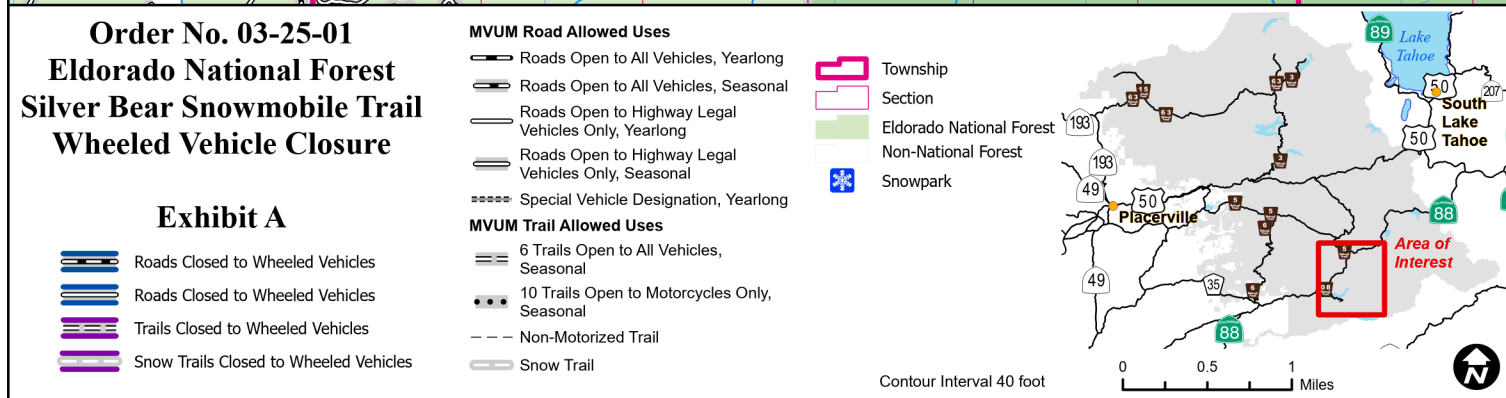 Order No. 03-25-01
Eldorado National Forest
Silver Bear Snowmobile Trail
Wheeled Vehicle Closure
Exhibit A
Roads Closed to Wheeled Vehicles
Roads Closed to Wheeled Vehicles
Trails Closed to Wheeled Vehicles
Snow Trails Closed to Wheeled Vehicles
MVUM Road Allowed Uses
Roads Open to All Vehicles, Yearlong
Roads Open to All Vehicles, Seasonal
Roads Open to Highway Legal
Vehicles Only, Yearlong
Roads Open to Highway Legal
Vehicles Only, Seasonal
Special Vehicle Designation, Yearlong
MVUM Trail Allowed Uses
6 Trails Open to All Vehicles,
Seasonal
10 Trails Open to Motorcycles Only,
Seasonal
Non-Motorized Trail
Snow Trail
Township
Section
Eldorado National Forest
Non-National Forest
Snowpark
Contour Interval 40 foot
89
Lake
Tahoe
50
207
South
Lake
Tahoe
50
193
193
49
50
Placerville
3
3
5
5
6
88
Area of
Interest
5
49
35
6
88
0
0.5
1
Miles
N